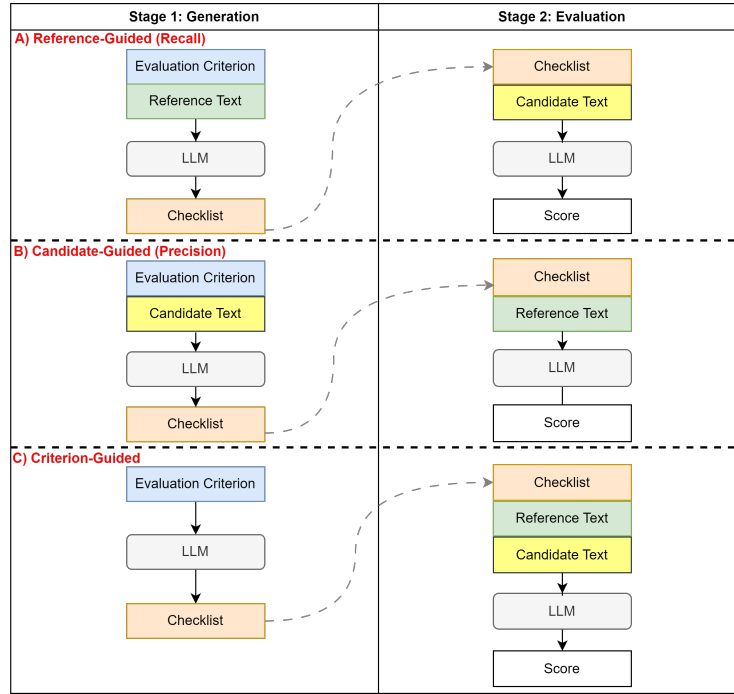 Stage 1: Generation
Stage 2: Evaluation
A) Reference-Guided (Recall)
Evaluation Criterion
Reference Text
LLM
Checklist
Checklist
Candidate Text
LLM
Score
B) Candidate-Guided (Precision)
Evaluation Criterion
Candidate Text
LLM
Checklist
Checklist
Reference Text
LLM
Score
C) Criterion-Guided
Evaluation Criterion
LLM
Checklist
Checklist
Reference Text
Candidate Text
LLM
Score